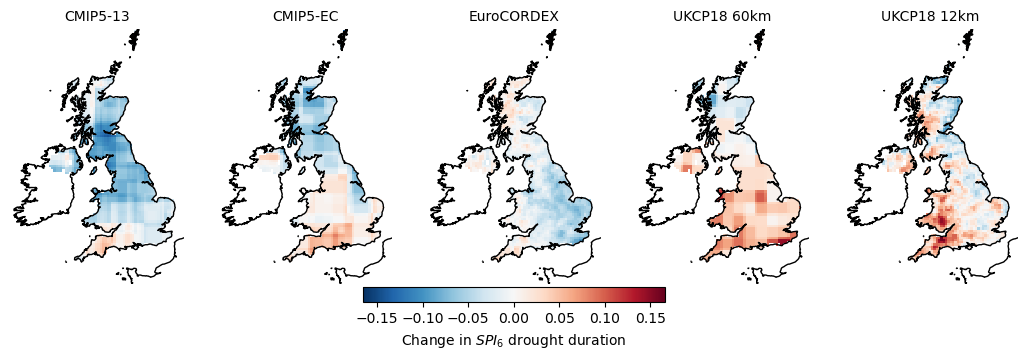 CMIP5-13 CMIP5-EC EuroCORDEX UKCP18 60km UKCP18 12km
−0.15 −0.10 −0.05 0.00 0.05 0.10 0.15
Change in SPI₆ drought duration